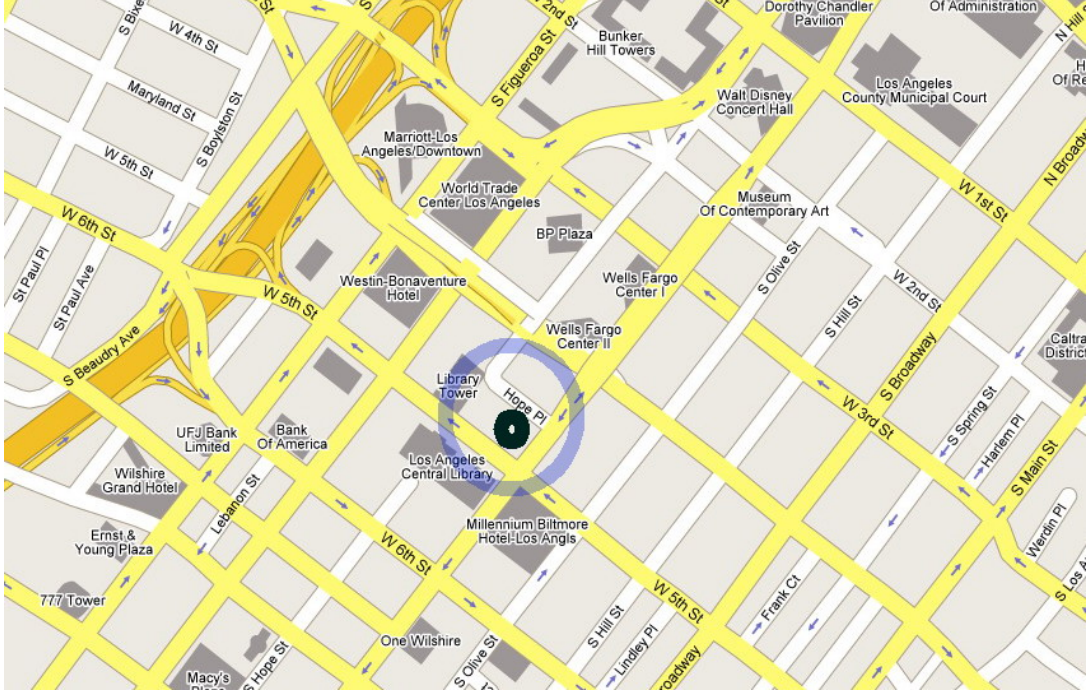 S Bixe
W 4th St
Maryland St
W 5th St
S Boylston St
W 2nd St
S Figueroa St
Bunker
Hill Towers
Dorothy Chandler
Pavilion
Of Administration
N Hill
H
Of Re
Los Angeles
County Municipal Court
Walt Disney
Concert Hall
N Broadw
Marriott-Los
Angeles/Downtown
World Trade
Center Los Angeles
BP Plaza
Museum
Of Contemporary Art
W 1st St
W 6th St
St Paul Pl
St Paul Ave
W 5th St
Westin-Bonaventure
Hotel
Wells Fargo
Center I
S Olive St
W 2nd St
S Hill St
Wells Fargo
Center II
Caltra
District
S Beaudry Ave
Library
Tower
Hope Pl
S Broadway
W 3rd St
S Spring St
Harlem Pl
S Main St
UFJ Bank
Limited
Bank
Of America
Los Angeles
Central Library
Wilshire
Grand Hotel
Lebanon St
Millennium Biltmore
Hotel-Los Angls
Ernst &
Young Plaza
W 6th St
Werdin Pl
S Los A
777 Tower
W 5th St
Frank Ct
One Wilshire
S Hill St
Lindley Pl
S Hope St
S Olive St
roadway
Macy's